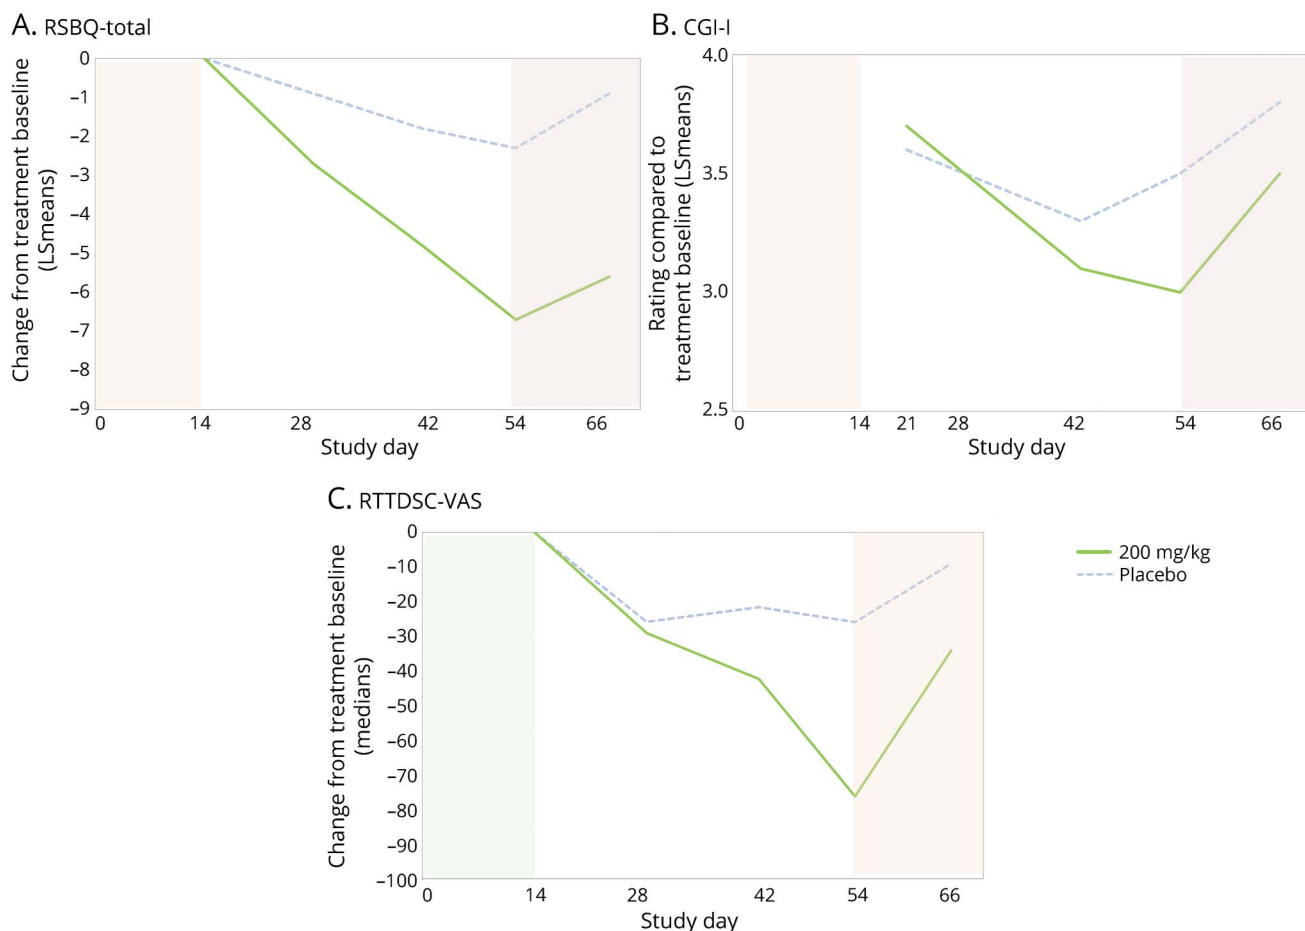 A. RSBQ-total
Change from treatment baseline
(LSmeans)
0
–1
–2
–3
–4
–5
–6
–7
–8
–9
0 14 28 42 54 66
Study day
B. CGI-I
Rating compared to
treatment baseline (LSmeans)
4.0
3.5
3.0
2.5
0 14 21 28 42 54 66
Study day
C. RTTDSC-VAS
Change from treatment baseline
(medians)
0
–10
–20
–30
–40
–50
–60
–70
–80
–90
–100
0 14 28 42 54 66
Study day
200 mg/kg
Placebo